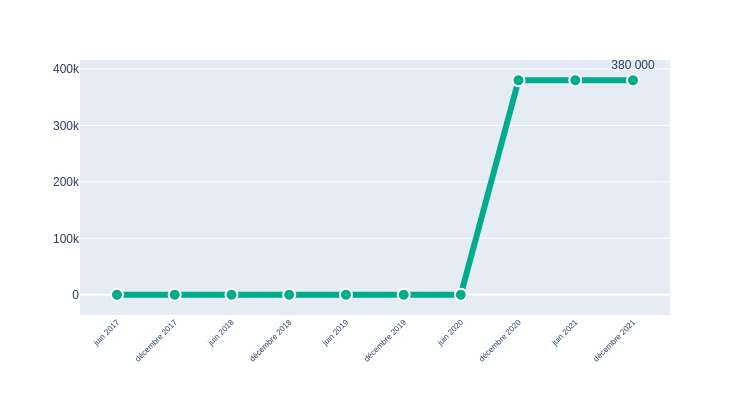 380 000
400k
300k
200k
100k
0
juin 2017
décembre 2017
juin 2018
décembre 2018
juin 2019
décembre 2019
juin 2020
décembre 2020
juin 2021
décembre 2021